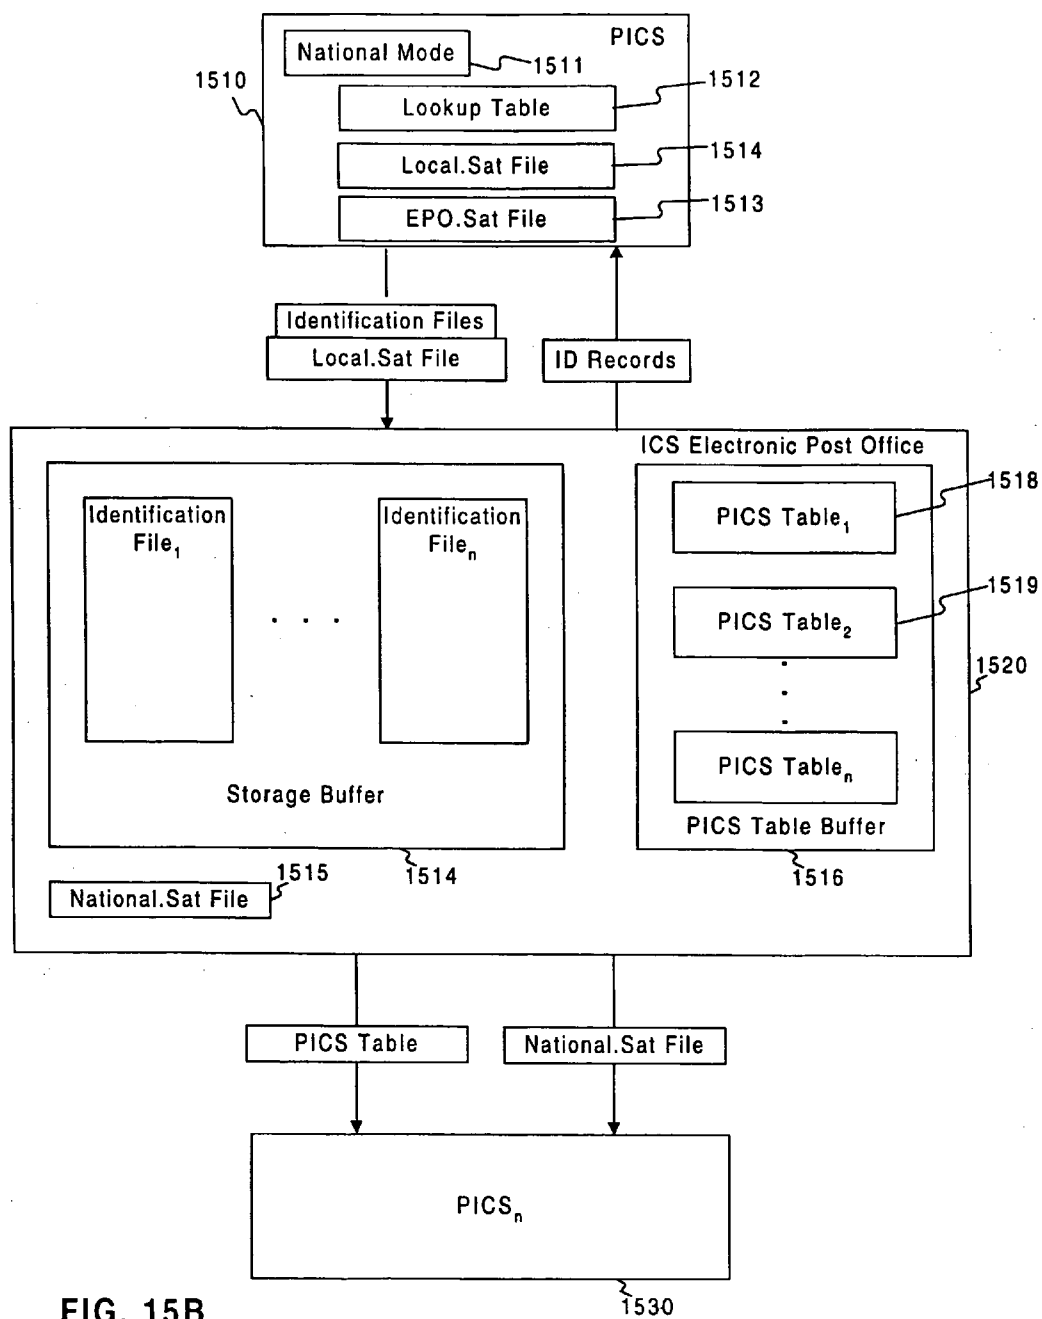 PICS
National Mode
1511
1510
1512
Lookup Table
Local.Sat File
1514
EPO.Sat File
1513
Identification Files
Local.Sat File
ID Records
ICS Electronic Post Office
Identification
File1
Identification
Filen
. . .
Storage Buffer
1514
PICS Table1
1518
PICS Table2
1519
1520
PICS Tablen
PICS Table Buffer
1516
National.Sat File
1515
PICS Table
National.Sat File
PICSn
1530
FIG. 15B